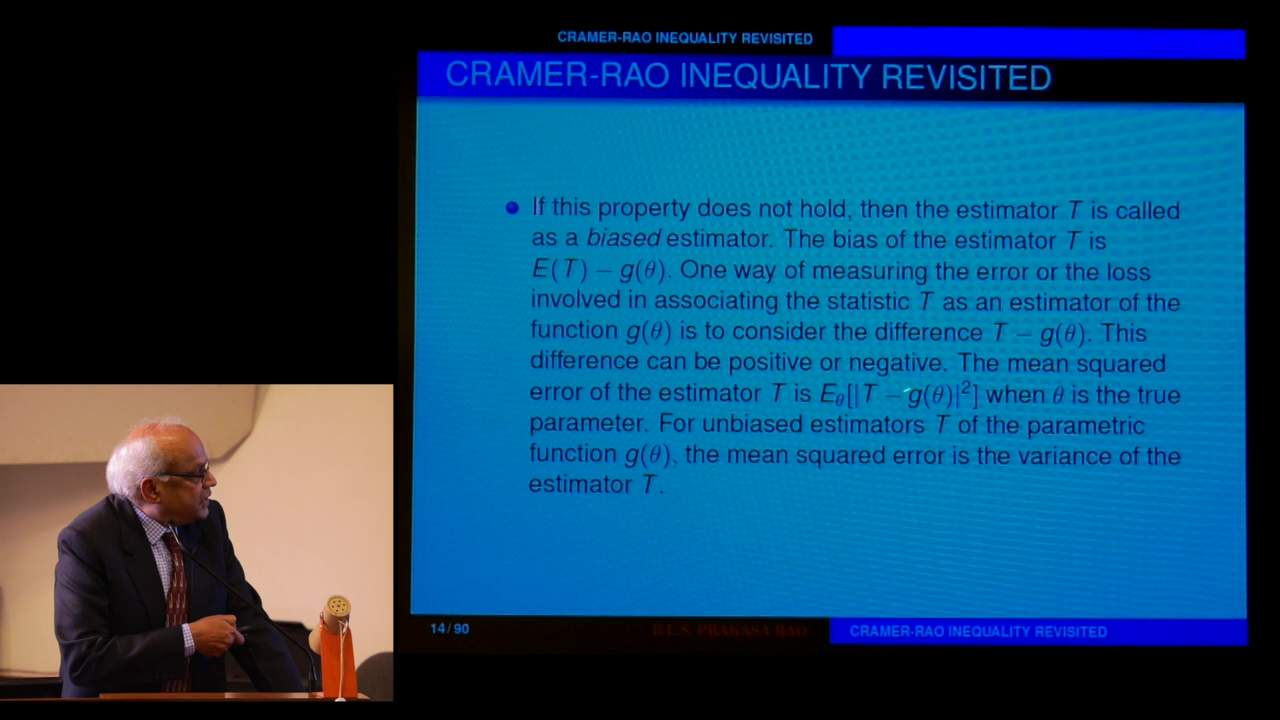 CRAMER-RAO INEQUALITY REVISITED
CRAMER-RAO INEQUALITY REVISITED
If this property does not hold, then the estimator T is called
as a biased estimator. The bias of the estimator T is
E(T) − g(θ). One way of measuring the error or the loss
involved in associating the statistic T as an estimator of the
function g(θ) is to consider the difference T − g(θ). This
difference can be positive or negative. The mean squared
error of the estimator T is E_θ[|T − g(θ)|²] when θ is the true
parameter. For unbiased estimators T of the parametric
function g(θ), the mean squared error is the variance of the
estimator T.
14/90
B.L.S. PRAKASA RAO
CRAMER-RAO INEQUALITY REVISITED